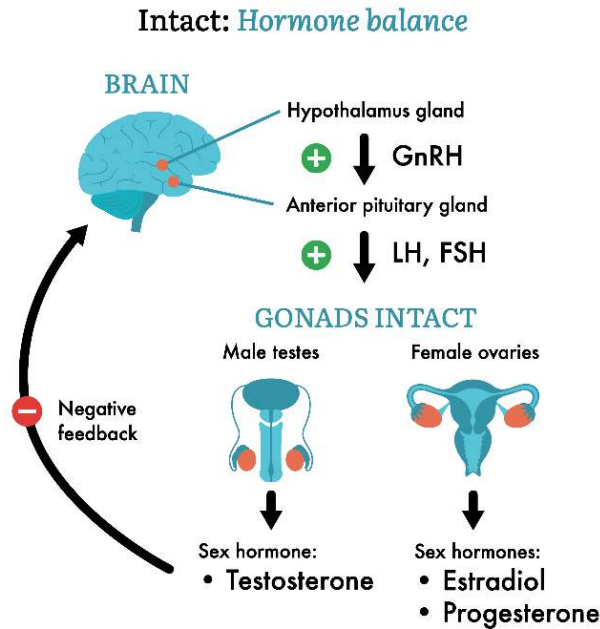 Intact: Hormone balance
BRAIN
Hypothalamus gland
GnRH
Anterior pituitary gland
LH, FSH
GONADS INTACT
Male testes
Female ovaries
Negative
feedback
Sex hormone:
• Testosterone
Sex hormones:
• Estradiol
• Progesterone